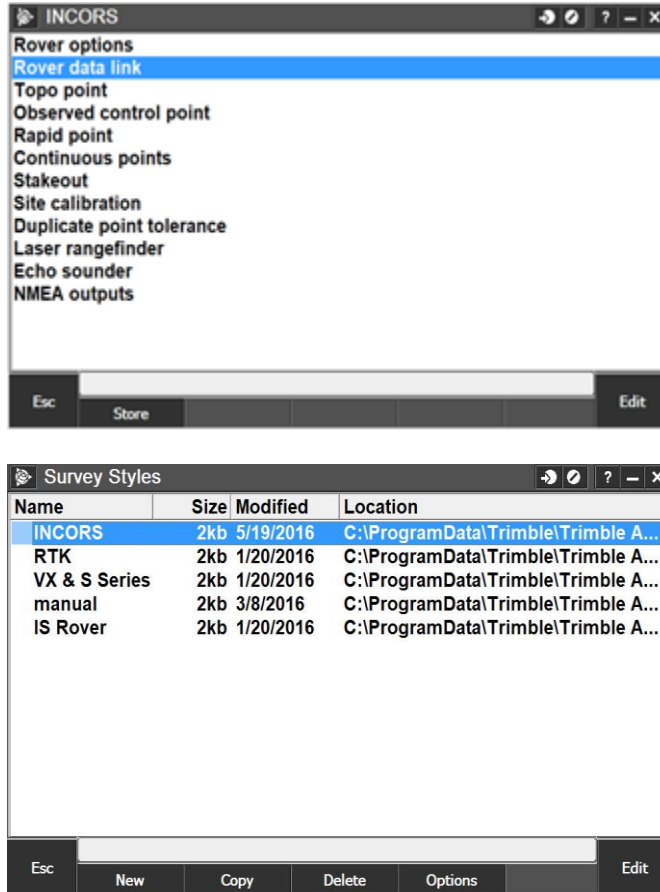 INCORS ? – X
Rover options
Rover data link
Topo point
Observed control point
Rapid point
Continuous points
Stakeout
Site calibration
Duplicate point tolerance
Laser rangefinder
Echo sounder
NMEA outputs
Esc Store Edit
Survey Styles ? – X
Name Size Modified Location
INCORS 2kb 5/19/2016 C:\ProgramData\Trimble\Trimble A...
RTK 2kb 1/20/2016 C:\ProgramData\Trimble\Trimble A...
VX & S Series 2kb 1/20/2016 C:\ProgramData\Trimble\Trimble A...
manual 2kb 3/8/2016 C:\ProgramData\Trimble\Trimble A...
IS Rover 2kb 1/20/2016 C:\ProgramData\Trimble\Trimble A...
Esc New Copy Delete Options Edit